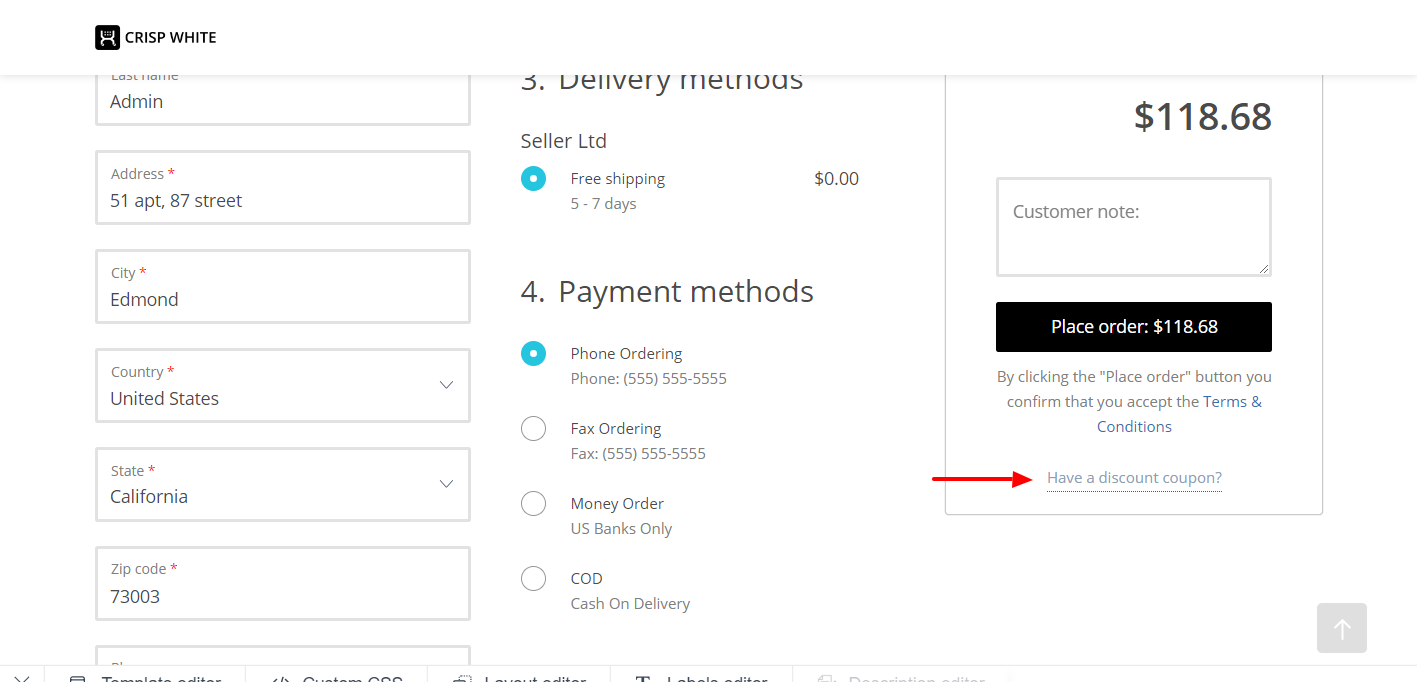 CRISP WHITE
Last name
Admin
Address *
51 apt, 87 street
City *
Edmond
Country *
United States
State *
California
Zip code *
73003
3. Delivery methods
Seller Ltd
Free shipping $0.00
5 - 7 days
4. Payment methods
Phone Ordering
Phone: (555) 555-5555
Fax Ordering
Fax: (555) 555-5555
Money Order
US Banks Only
COD
Cash On Delivery
$118.68
Customer note:
Place order: $118.68
By clicking the "Place order" button you
confirm that you accept the Terms &
Conditions
Have a discount coupon?
Template editor
Custom CSS
Layout editor
Labels editor
Description editor